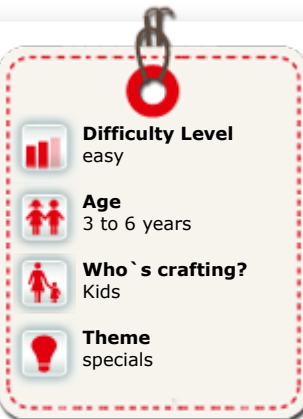 Difficulty Level
easy
Age
3 to 6 years
Who`s crafting?
Kids
Theme
specials